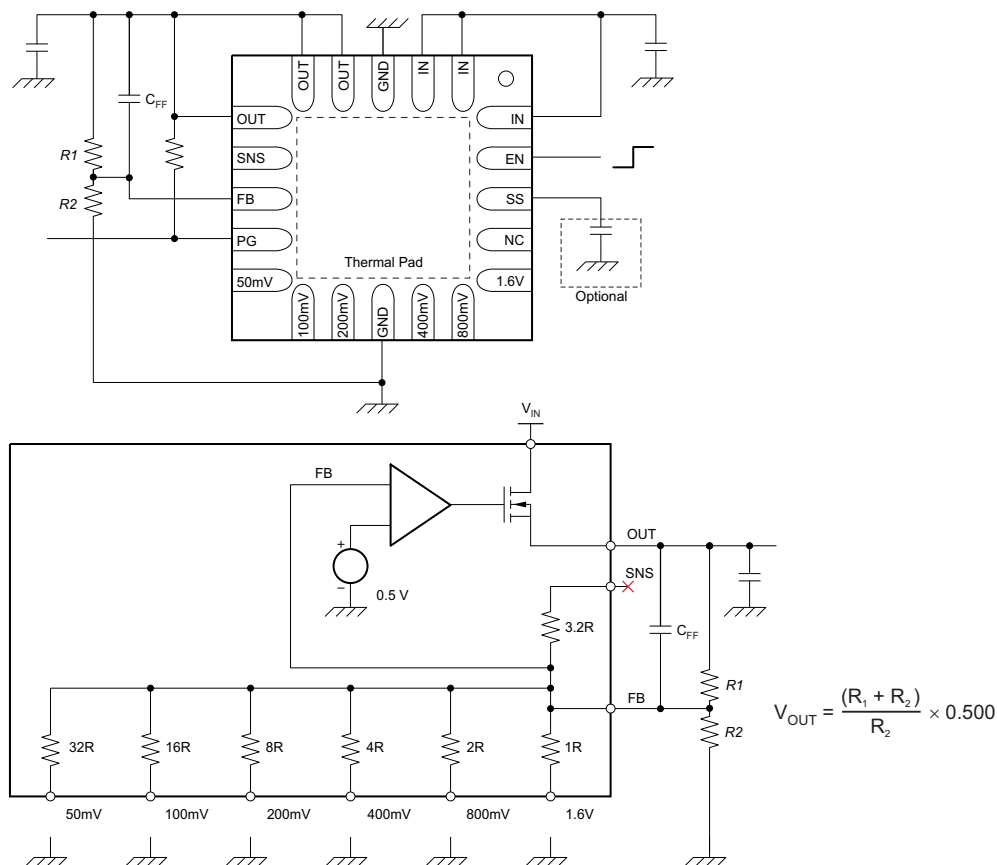 OUT
OUT
GND
IN
IN
C_FF
OUT
IN
SNS
EN
R1
R2
FB
SS
PG
NC
Thermal Pad
50mV
1.6V
100mV
200mV
GND
400mV
800mV
Optional
V_IN
FB
OUT
+
SNS
−
0.5 V
3.2R
C_FF
R1
FB
V_OUT = (R_1 + R_2) / R_2 × 0.500
R2
32R
16R
8R
4R
2R
1R
50mV
100mV
200mV
400mV
800mV
1.6V